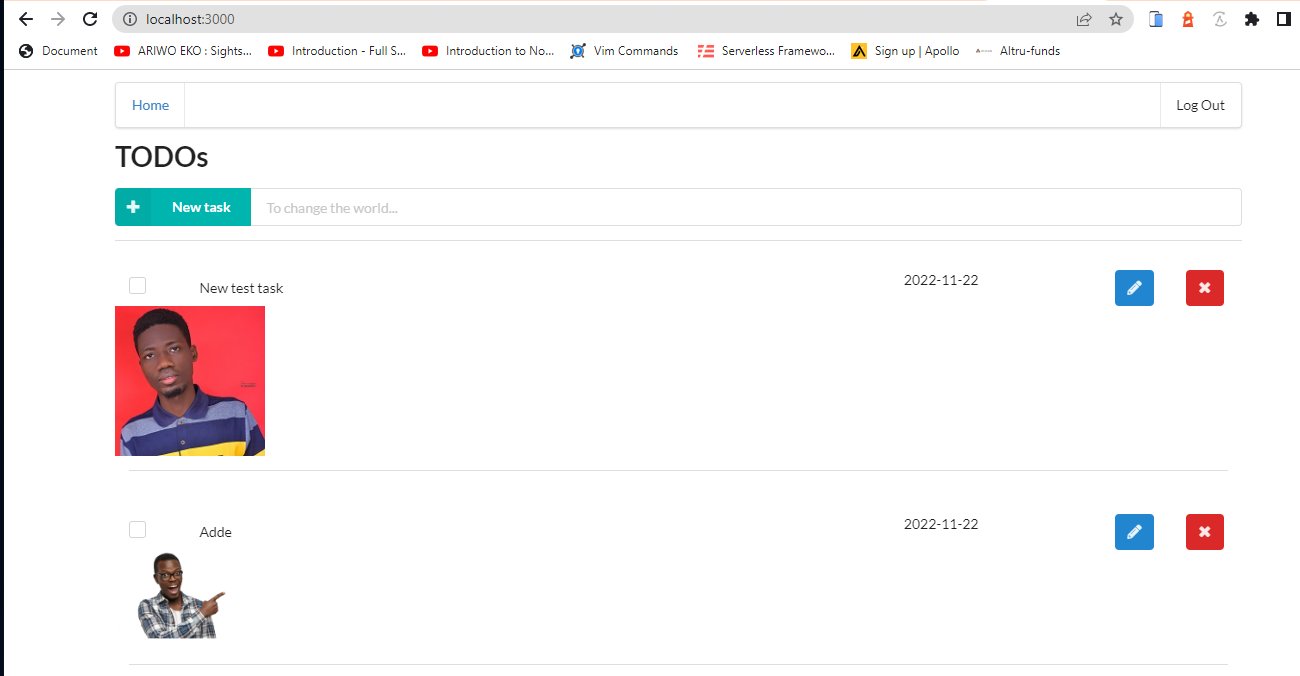 localhost:3000
Document ARIWO EKO : Sights... Introduction - Full S... Introduction to No... Vim Commands Serverless Framewo... Sign up | Apollo Altru-funds
Home Log Out
TODOs
New task To change the world...
New test task 2022-11-22
Adde 2022-11-22